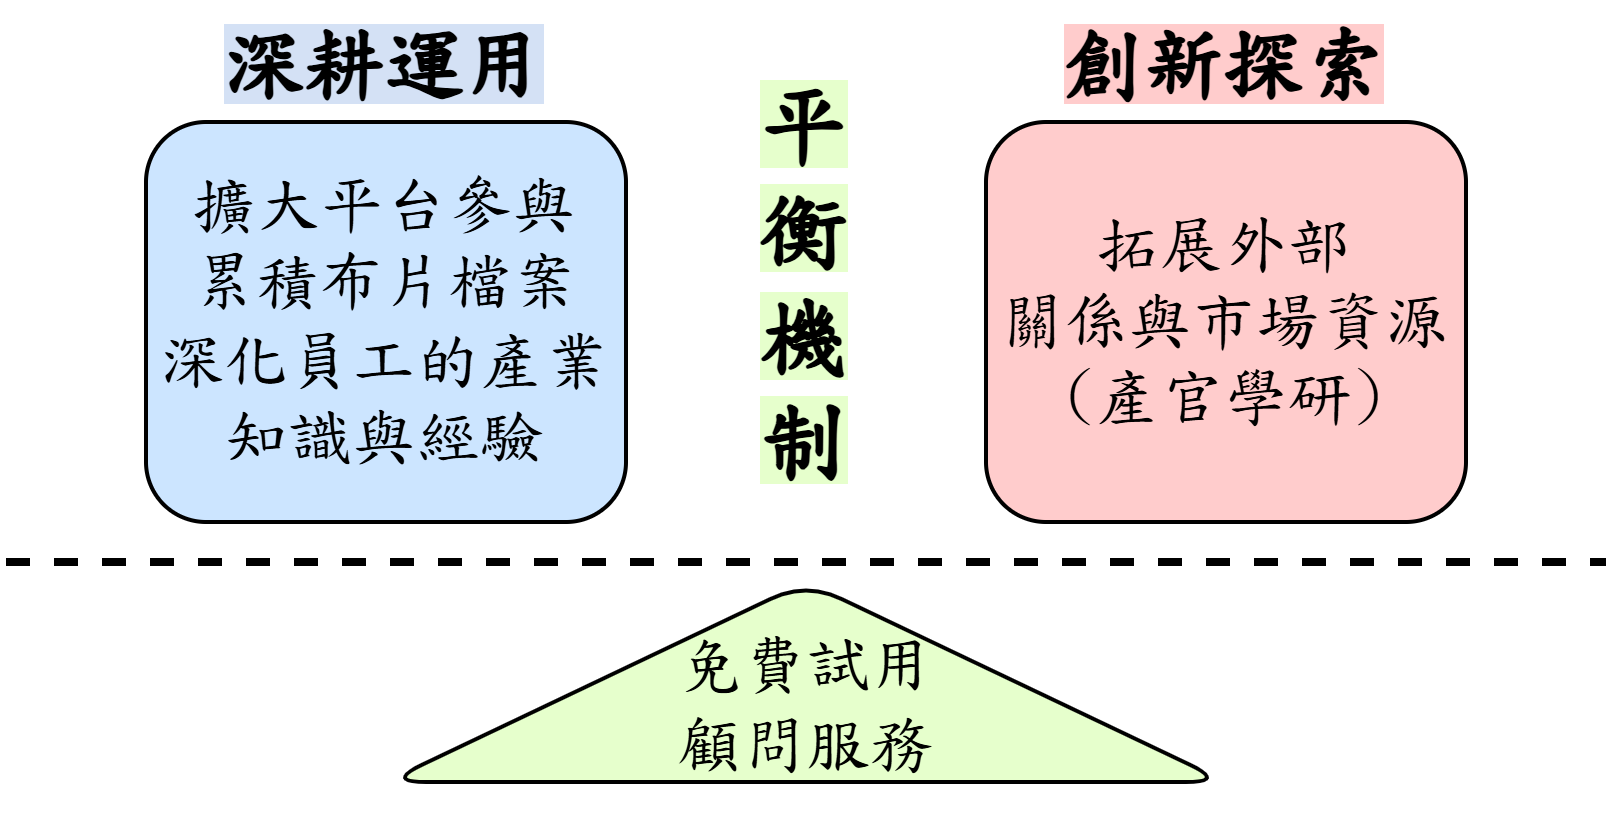 深耕運用
擴大平台參與
累積布片檔案
深化員工的產業
知識與經驗
平
衡
機
制
創新探索
拓展外部
關係與市場資源
（產官學研）
免費試用
顧問服務